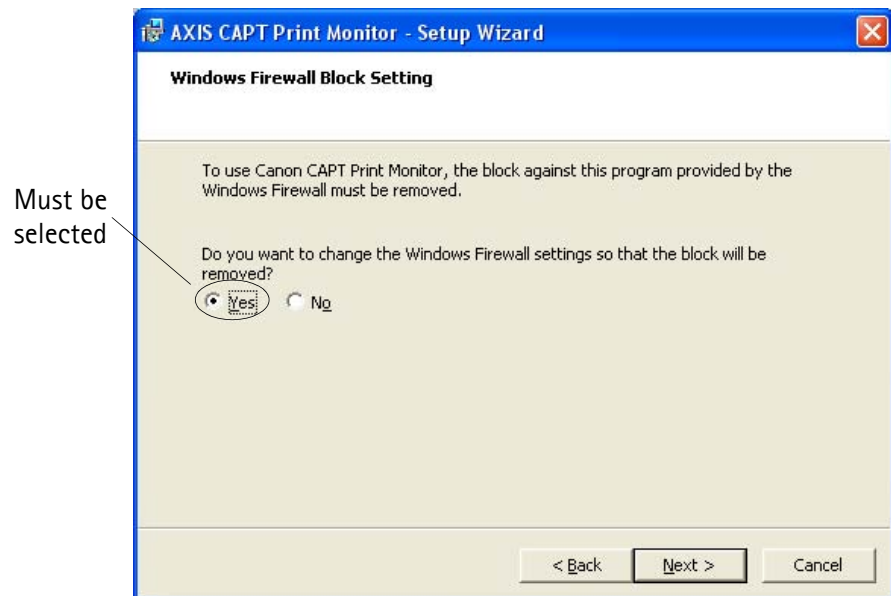 AXIS CAPT Print Monitor - Setup Wizard
Windows Firewall Block Setting
To use Canon CAPT Print Monitor, the block against this program provided by the
Windows Firewall must be removed.
Must be
selected
Do you want to change the Windows Firewall settings so that the block will be
removed?
Yes No
< Back Next > Cancel